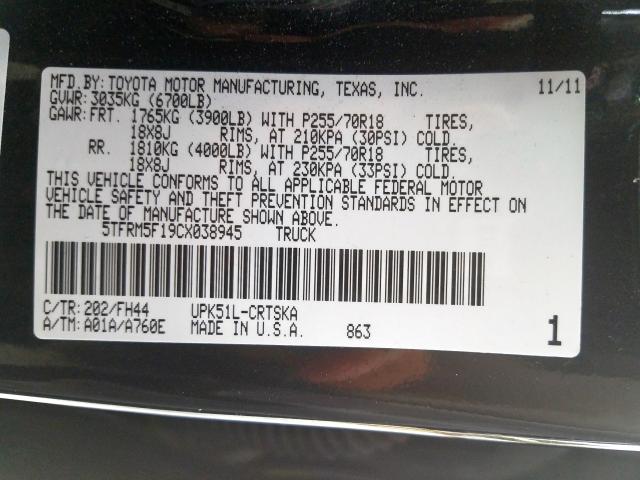 MFD.BY:TOYOTA MOTOR MANUFACTURING, TEXAS, INC. 11/11
GVWR:3035KG (6700LB)
GAWR:FRT. 1765KG (3900LB) WITH P255/70R18 TIRES,
18X8J RIMS, AT 210KPA (30PSI) COLD.
RR. 1810KG (4000LB) WITH P255/70R18 TIRES,
18X8J RIMS, AT 230KPA (33PSI) COLD.
THIS VEHICLE CONFORMS TO ALL APPLICABLE FEDERAL MOTOR
VEHICLE SAFETY AND THEFT PREVENTION STANDARDS IN EFFECT ON
THE DATE OF MANUFACTURE SHOWN ABOVE.
5TFRM5F19CX038945 TRUCK
C/TR:202/FH44 UPK51L-CRTSKA
A/TM:A01A/A760E MADE IN U.S.A. 863 1